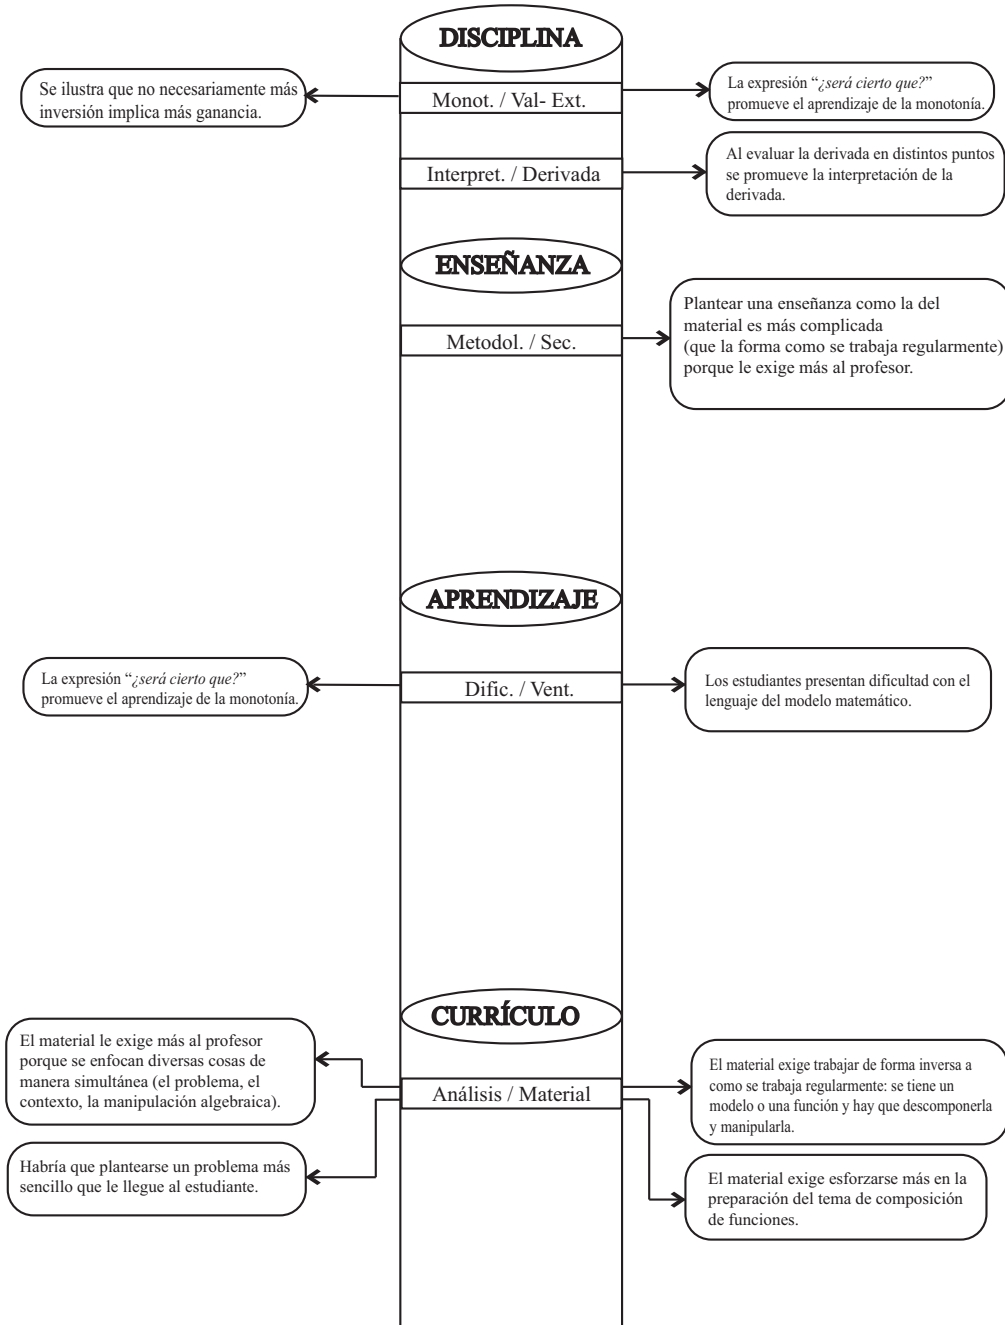 DISCIPLINA
Se ilustra que no necesariamente más
inversión implica más ganancia.
Monot. / Val- Ext.
La expresión “¿será cierto que?”
promueve el aprendizaje de la monotonía.
Interpret. / Derivada
Al evaluar la derivada en distintos puntos
se promueve la interpretación de la
derivada.
ENSEÑANZA
Metodol. / Sec.
Plantear una enseñanza como la del
material es más complicada
(que la forma como se trabaja regularmente)
porque le exige más al profesor.
APRENDIZAJE
La expresión “¿será cierto que?”
promueve el aprendizaje de la monotonía.
Dific. / Vent.
Los estudiantes presentan dificultad con el
lenguaje del modelo matemático.
CURRÍCULO
El material le exige más al profesor
porque se enfocan diversas cosas de
manera simultánea (el problema, el
contexto, la manipulación algebraica).
Análisis / Material
El material exige trabajar de forma inversa a
como se trabaja regularmente: se tiene un
modelo o una función y hay que descomponerla
y manipularla.
Habría que plantearse un problema más
sencillo que le llegue al estudiante.
El material exige esforzarse más en la
preparación del tema de composición
de funciones.